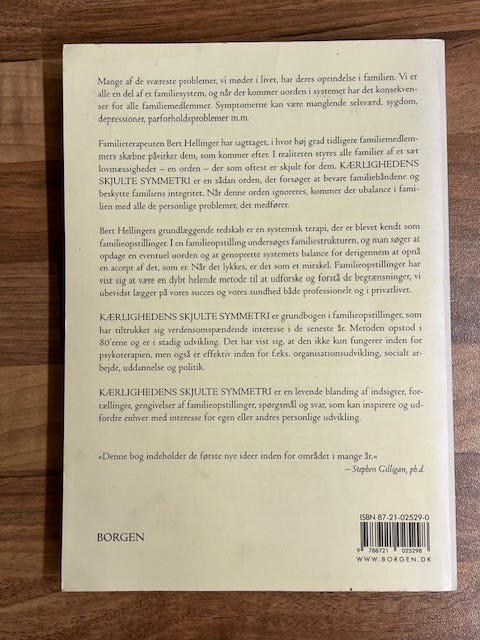 Mange af de sværeste problemer, vi møder i livet, har deres oprindelse i familien. Vi er
alle en del af et familiesystem, og når der kommer uorden i systemet har det konsekven-
ser for alle familiemedlemmer. Symptomerne kan være manglende selvværd, sygdom,
depressioner, parforholdsproblemer m.m.
Familieterapeuten Bert Hellinger har iagttaget, i hvor høj grad tidligere familiemedlem-
mers skæbne påvirker dem, som kommer efter. I realiteten styres alle familier af et sæt
lovmæssigheder – en orden – der som oftest er skjult for dem. KÆRLIGHEDENS
SKJULTE SYMMETRI er en sådan orden, der forsøger at bevare familiebåndene og
beskytte familiens integritet. Når denne orden ignoreres, kommer der ubalance i fami-
lien med alle de personlige problemer, det medfører.
Bert Hellingers grundlæggende redskab er en systemisk terapi, der er blevet kendt som
familieopstillinger. I en familieopstilling undersøges familiestrukturen, og man søger at
opdage en eventuel uorden og at genoprette systemets balance for derigennem at opnå
en accept af det, som er. Når det lykkes, er det som et mirakel. Familieopstillinger har
vist sig at være en dybt helende metode til at udforske og forstå de begrænsninger, vi
ubevidst lægger på vores succes og vores sundhed både professionelt og i privatlivet.
KÆRLIGHEDENS SKJULTE SYMMETRI er grundbogen i familieopstillinger, som
har tiltrukket sig verdensomspændende interesse i de seneste år. Metoden opstod i
80'erne og er i stadig udvikling. Det har vist sig, at den ikke kun fungerer inden for
psykoterapien, men også er effektiv inden for f.eks. organisationsudvikling, socialt ar-
bejde, uddannelse og politik.
KÆRLIGHEDENS SKJULTE SYMMETRI er en levende blanding af indsigter, for-
tællinger, gengivelser af familieopstillinger, spørgsmål og svar, som kan inspirere og ud-
fordre enhver med interesse for egen eller andres personlige udvikling.
»Denne bog indeholder de første nye ideer inden for området i mange år.«
– Stephen Gilligan, ph.d.
ISBN 87-21-02529-0
9 788721 025298
WWW.BORGEN.DK
BORGEN